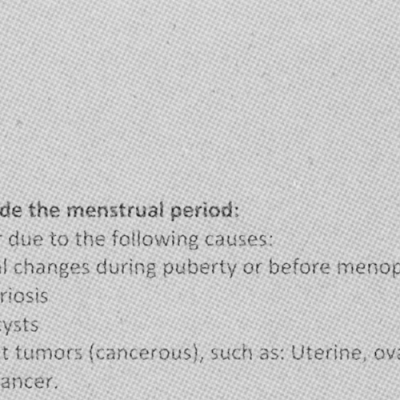 de the menstrual period:
r due to the following causes:
l changes during puberty or before menop
riosis
cysts
t tumors (cancerous), such as: Uterine, ova
ancer.